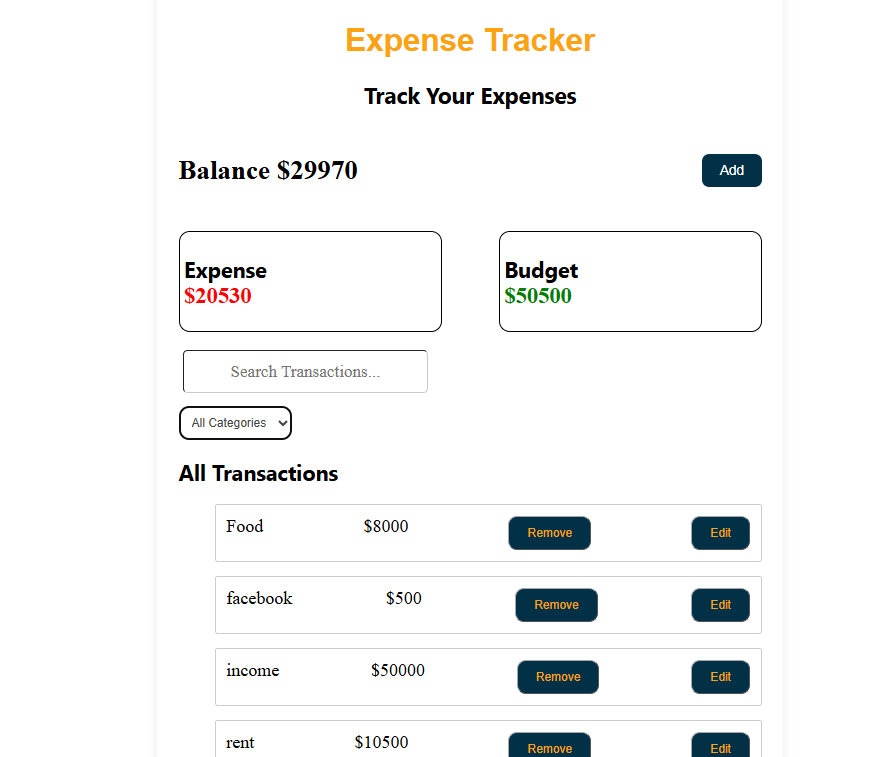 Expense Tracker
Track Your Expenses
Balance $29970 Add
Expense Budget
$20530 $50500
Search Transactions...
All Categories
All Transactions
Food $8000 Remove Edit
facebook $500 Remove Edit
income $50000 Remove Edit
rent $10500 Remove Edit